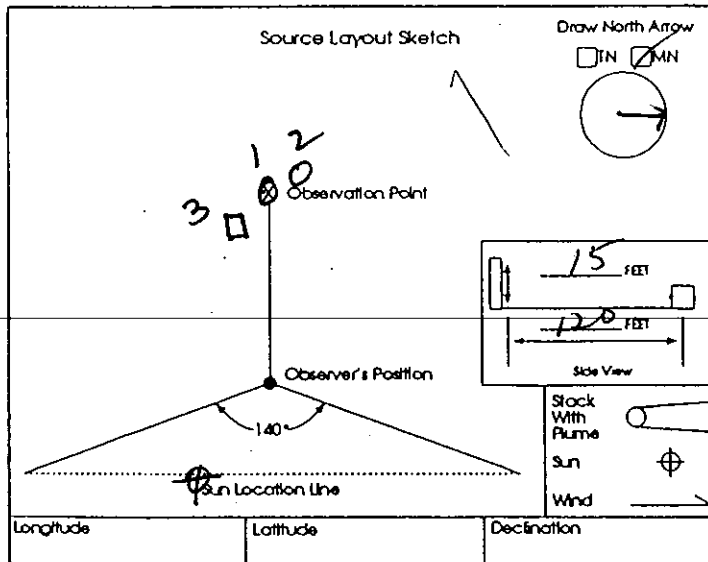 Source Layout Sketch
Draw North Arrow
TN MN
1 2
3
Observation Point
15 FEET
120 FEET
Side View
Observer's Position
140°
Sun Location Line
Stack
With
Plume
Sun
Wind
Longitude Latitude Declination